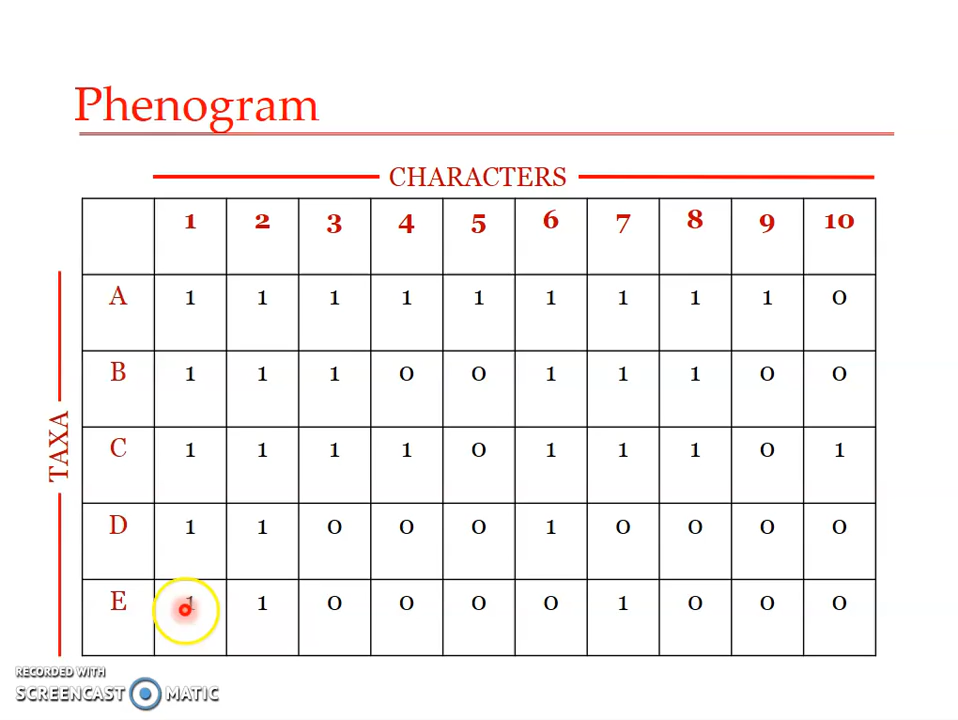 Phenogram
CHARACTERS
1 2 3 4 5 6 7 8 9 10
A 1 1 1 1 1 1 1 1 1 0
B 1 1 1 0 0 1 1 1 0 0
TAXA
C 1 1 1 1 0 1 1 1 0 1
D 1 1 0 0 0 1 0 0 0 0
E 1 1 0 0 0 0 1 0 0 0
RECORDED WITH
SCREENCAST MATIC